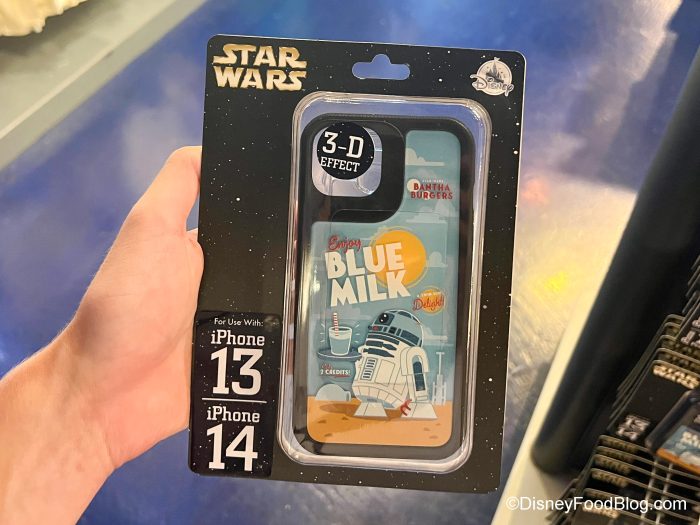 STAR
WARS
Disney
3-D
EFFECT
BANTHA
BURGERS
Enjoy
BLUE
MILK
Delight!
2 CREDITS!
For Use With:
iPhone
13
iPhone
14
©DisneyFoodBlog.com